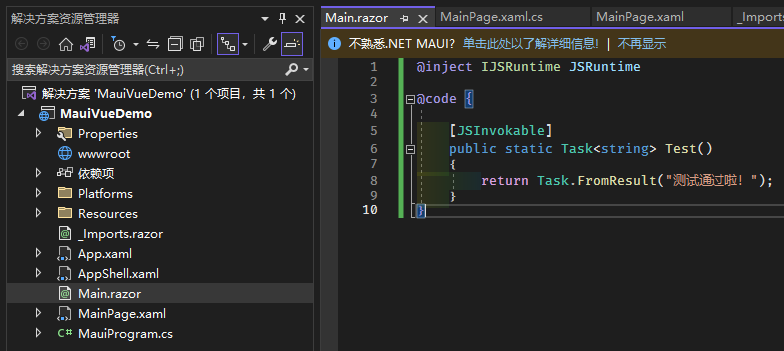 解决方案资源管理器
搜索解决方案资源管理器(Ctrl+;)
解决方案 'MauiVueDemo' (1 个项目，共 1 个)
MauiVueDemo
Properties
wwwroot
依赖项
Platforms
Resources
_Imports.razor
App.xaml
AppShell.xaml
Main.razor
MainPage.xaml
C# MauiProgram.cs
Main.razor
MainPage.xaml.cs
MainPage.xaml
_Imports
不熟悉.NET MAUI? 单击此处以了解详细信息! | 不再显示
1 @inject IJSRuntime JSRuntime
2
3 @code {
4
5 [JSInvokable]
6 public static Task<string> Test()
7 {
8 return Task.FromResult("测试通过啦! ");
9 }
10 }